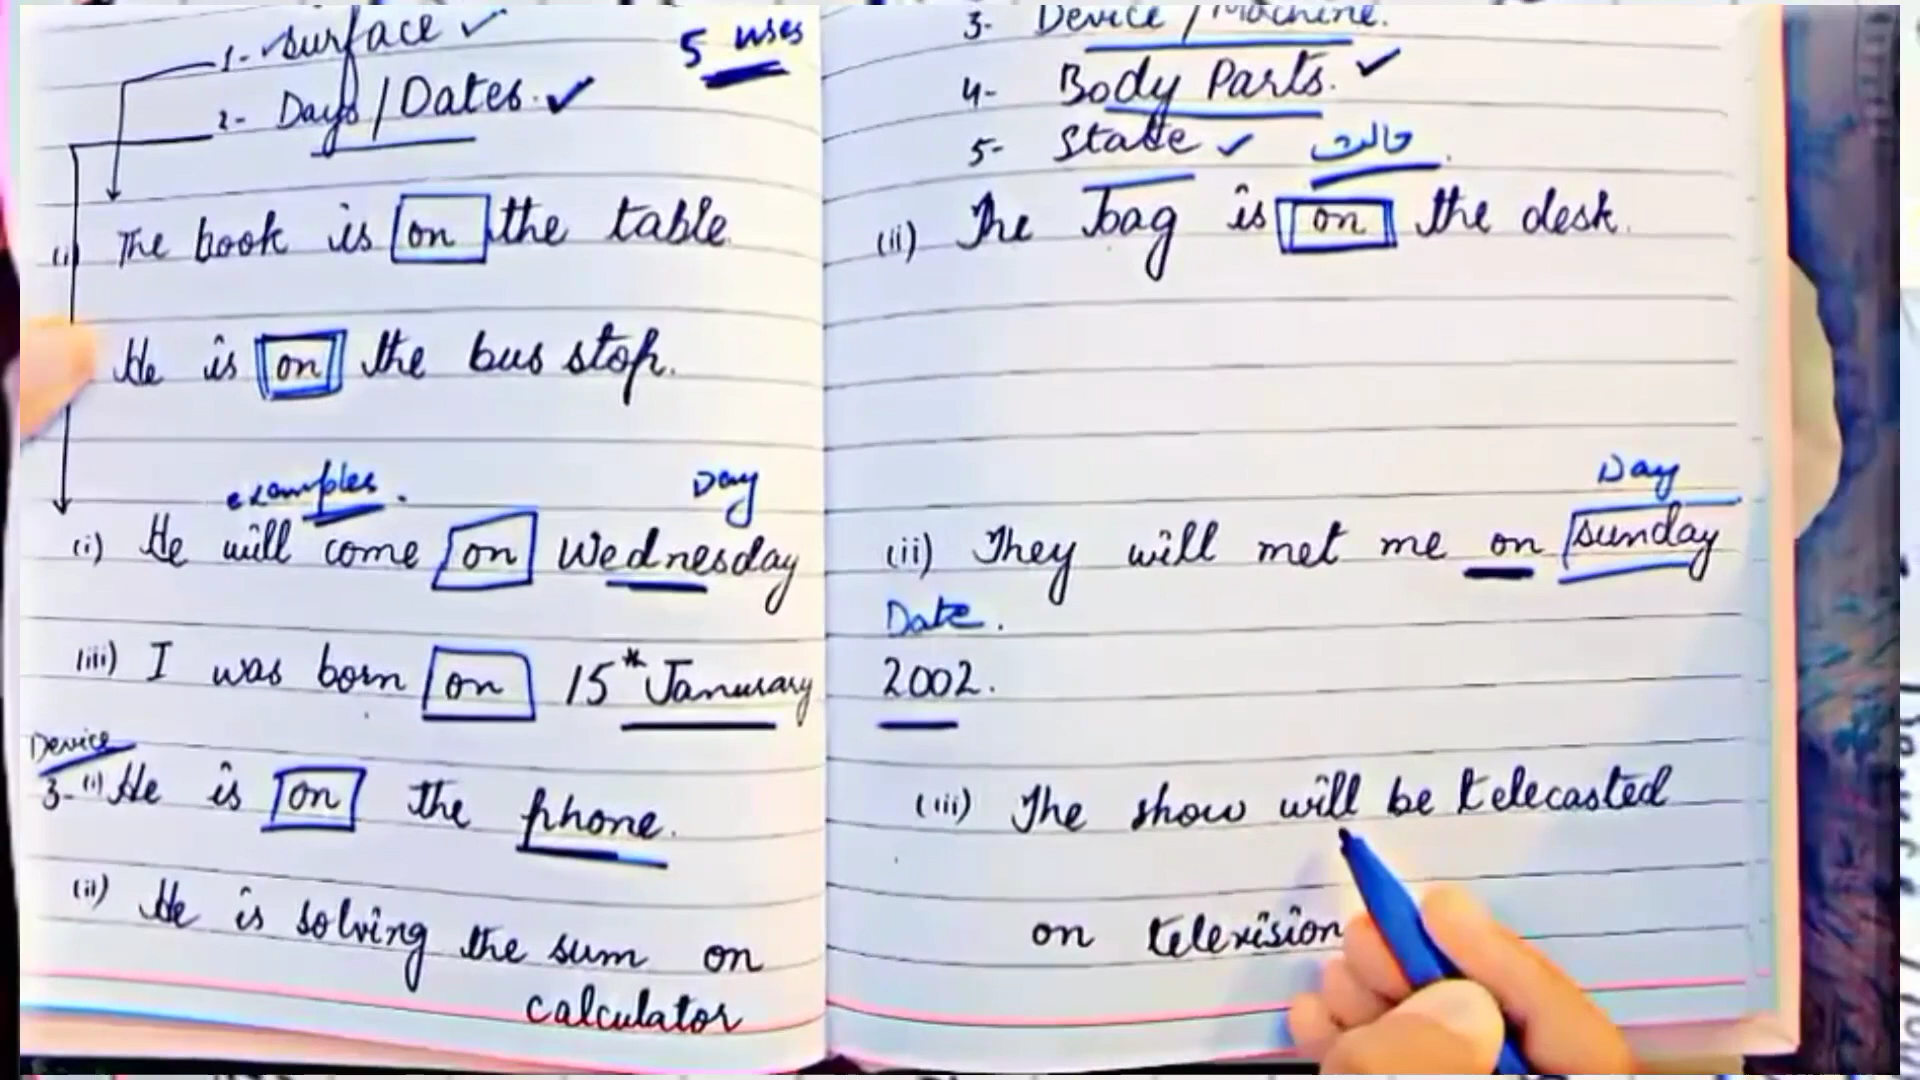 1- Surface ✓
5 uses
2- Days/Dates. ✓
(i) The book is on the table.
He is on the bus stop.
examples.
Day
(i) He will come on Wednesday
(iii) I was born on 15th Janurary
Device
3- (i) He is on the phone.
(ii) He is solving the sum on
calculator
3- Device/Machine.
4- Body Parts. ✓
5- State ✓ حالت.
(ii) The bag is on the desk.
Day
(ii) They will met me on sunday
Date.
2002.
(iii) The show will be telecasted
on television